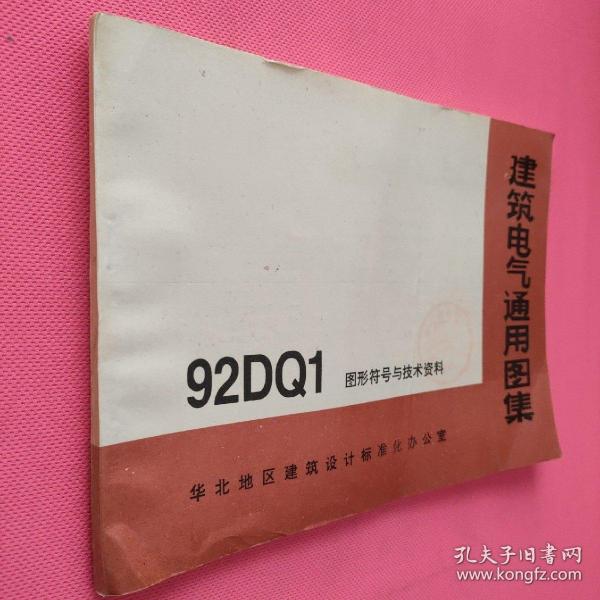 建筑电气通用图集
92DQ1 图形符号与技术资料
华北地区建筑设计标准化办公室
孔夫子旧书网
www.kongfz.com